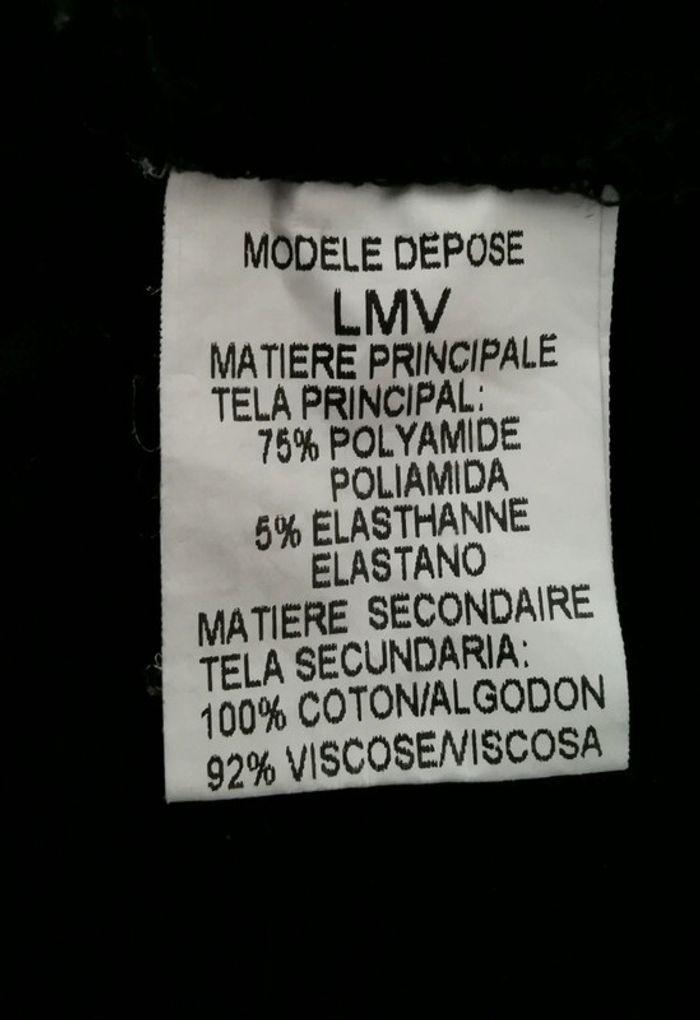 MODELE DEPOSE
LMV
MATIERE PRINCIPALE
TELA PRINCIPAL:
75% POLYAMIDE
POLIAMIDA
5% ELASTHANNE
ELASTANO
MATIERE SECONDAIRE
TELA SECUNDARIA:
100% COTON/ALGODON
92% VISCOSE/VISCOSA